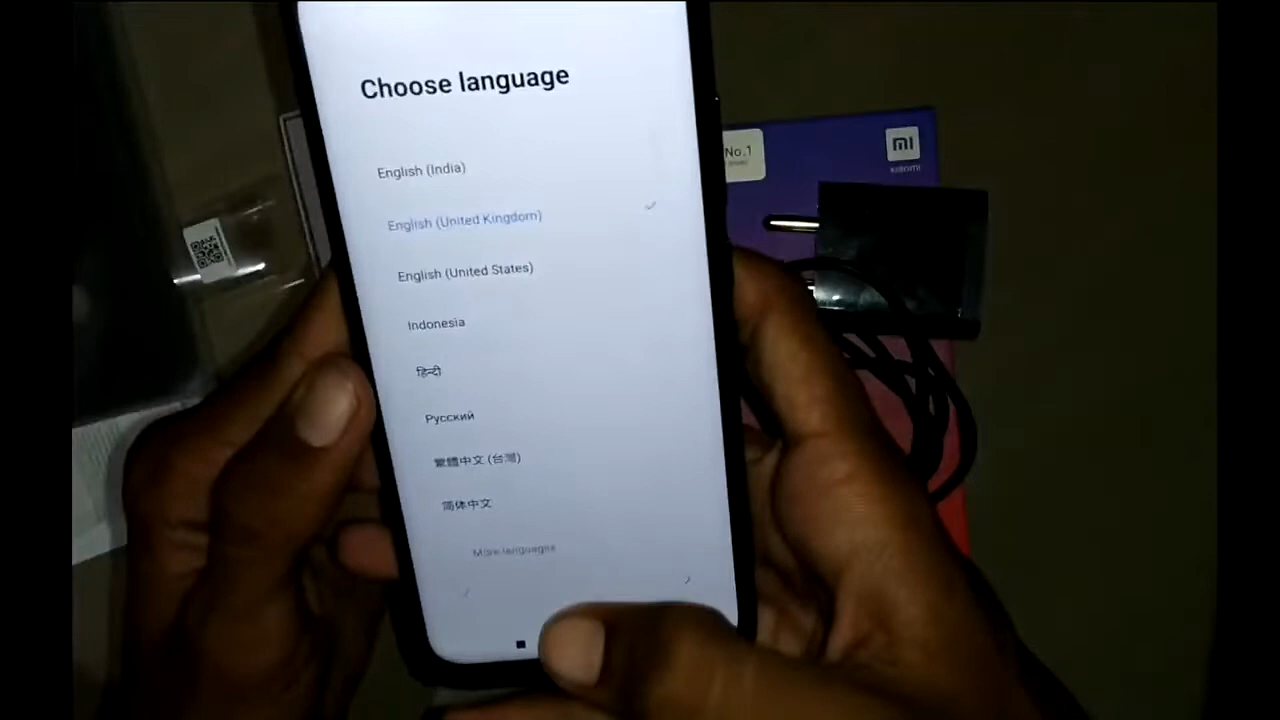 Choose language
English (India)
English (United Kingdom)
English (United States)
Indonesia
हिन्दी
Русский
繁體中文 (台灣)
简体中文
More languages
No.1
mi
xiaomi